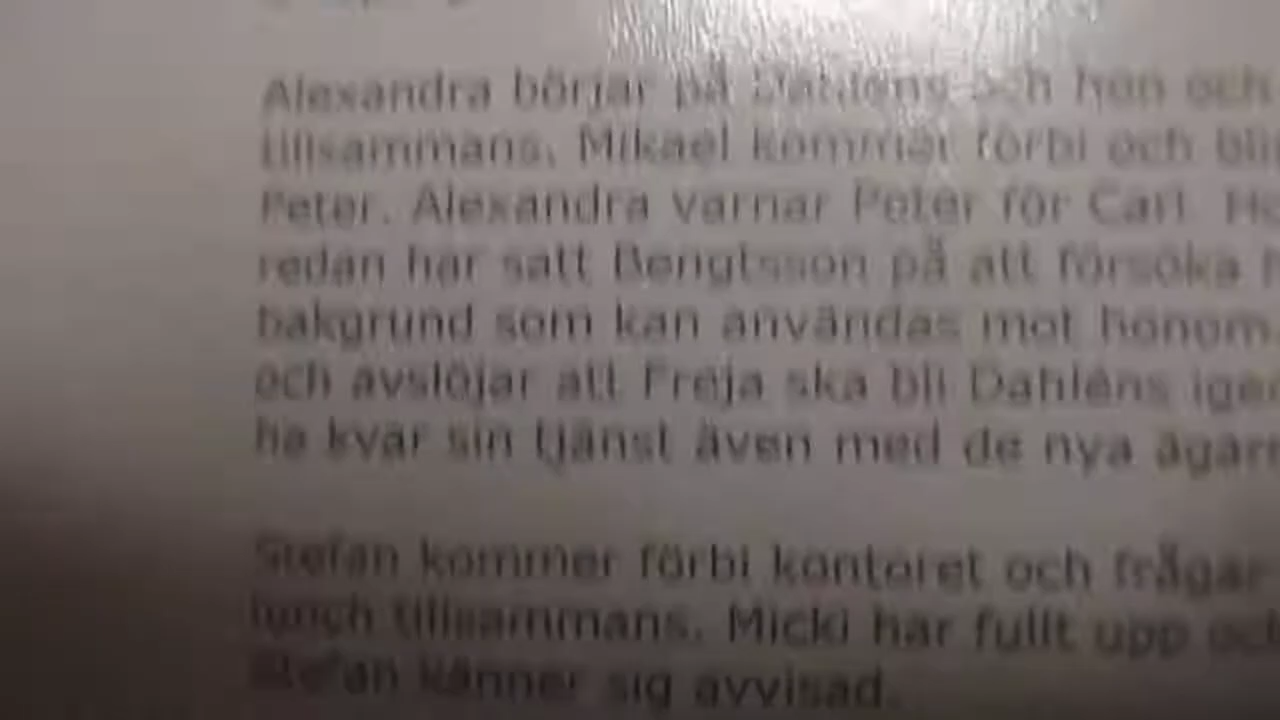 Alexandra börjar på Dahléns och hon och
tillsammans. Mikael kommer förbi och
Peter. Alexandra varnar Peter för Carl.
redan har satt Bengtsson på att försöka
bakgrund som kan användas mot honom.
och avslöjar att Freja ska bli Dahléns
ha kvar sin tjänst även med de nya
Stefan kommer förbi kontoret och frågar
lunch tillsammans. Micki har fullt upp
Stefan känner sig avvisad.